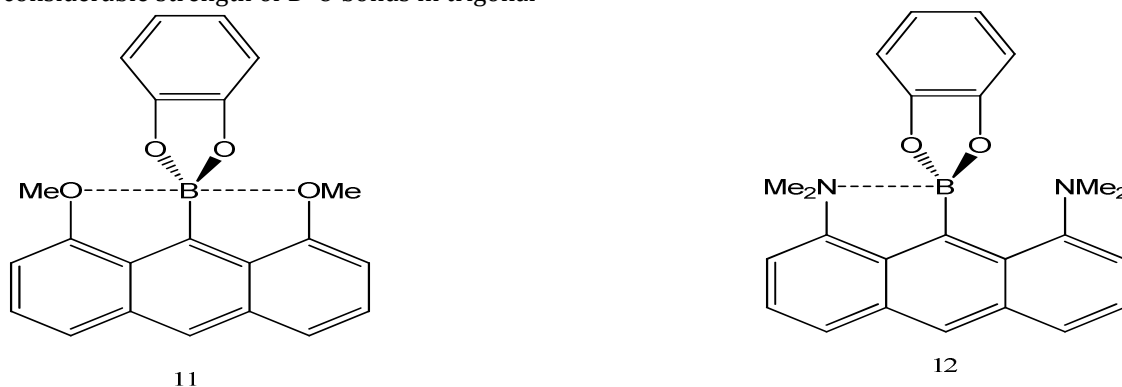 considerable strength of B–O bonds in trigonal
O O
MeO B OMe
11
O O
Me₂N B NMe₂
12